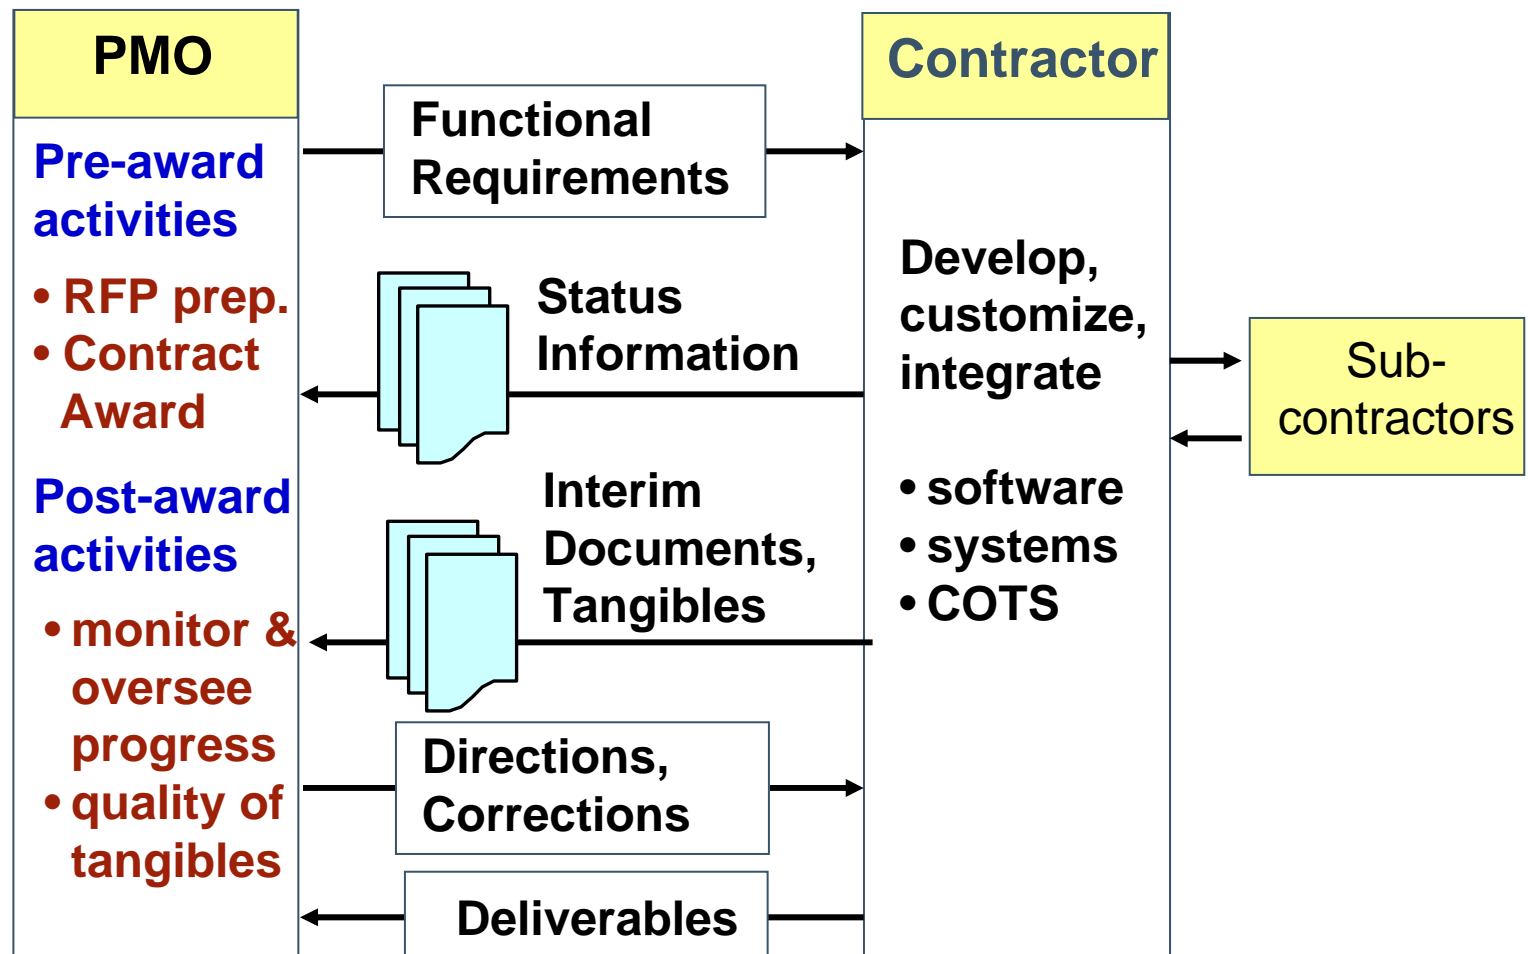 PMO
Pre-award
activities
• RFP prep.
• Contract
Award
Post-award
activities
• monitor &
oversee
progress
• quality of
tangibles
Functional
Requirements
Status
Information
Interim
Documents,
Tangibles
Directions,
Corrections
Deliverables
Contractor
Develop,
customize,
integrate
• software
• systems
• COTS
Sub-
contractors